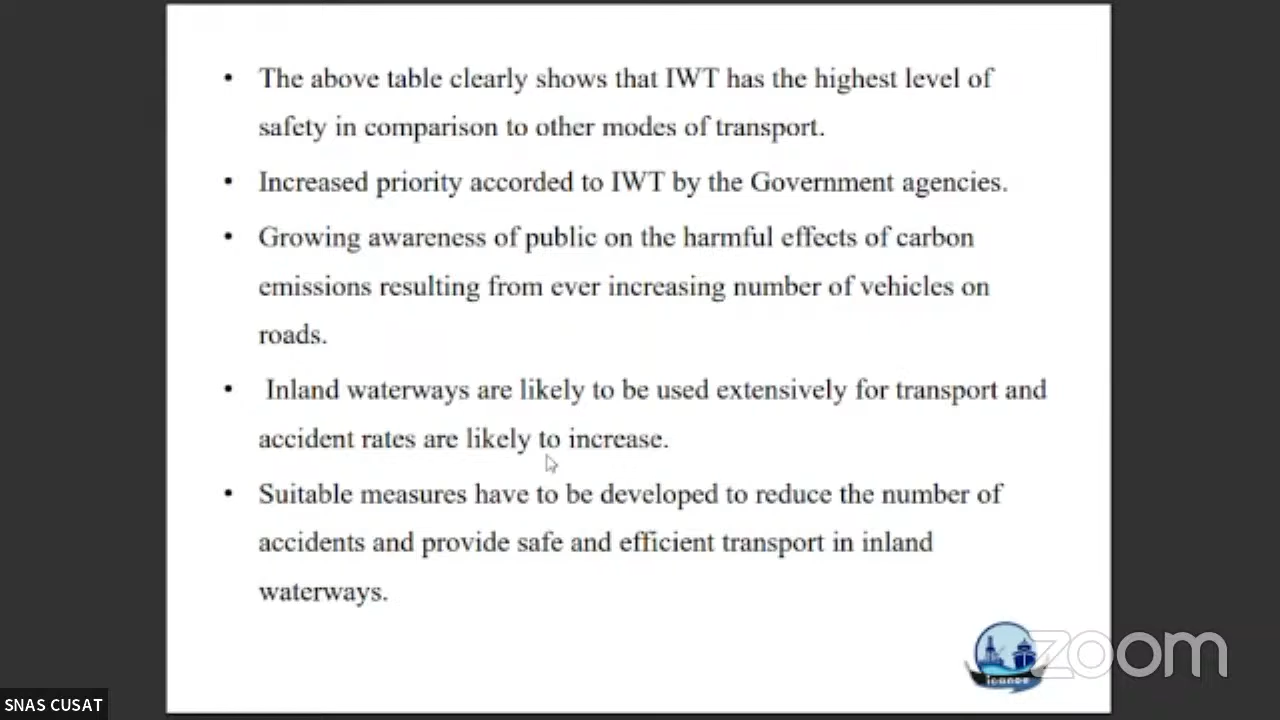 • The above table clearly shows that IWT has the highest level of
safety in comparison to other modes of transport.
• Increased priority accorded to IWT by the Government agencies.
• Growing awareness of public on the harmful effects of carbon
emissions resulting from ever increasing number of vehicles on
roads.
• Inland waterways are likely to be used extensively for transport and
accident rates are likely to increase.
• Suitable measures have to be developed to reduce the number of
accidents and provide safe and efficient transport in inland
waterways.
zoom
SNAS CUSAT